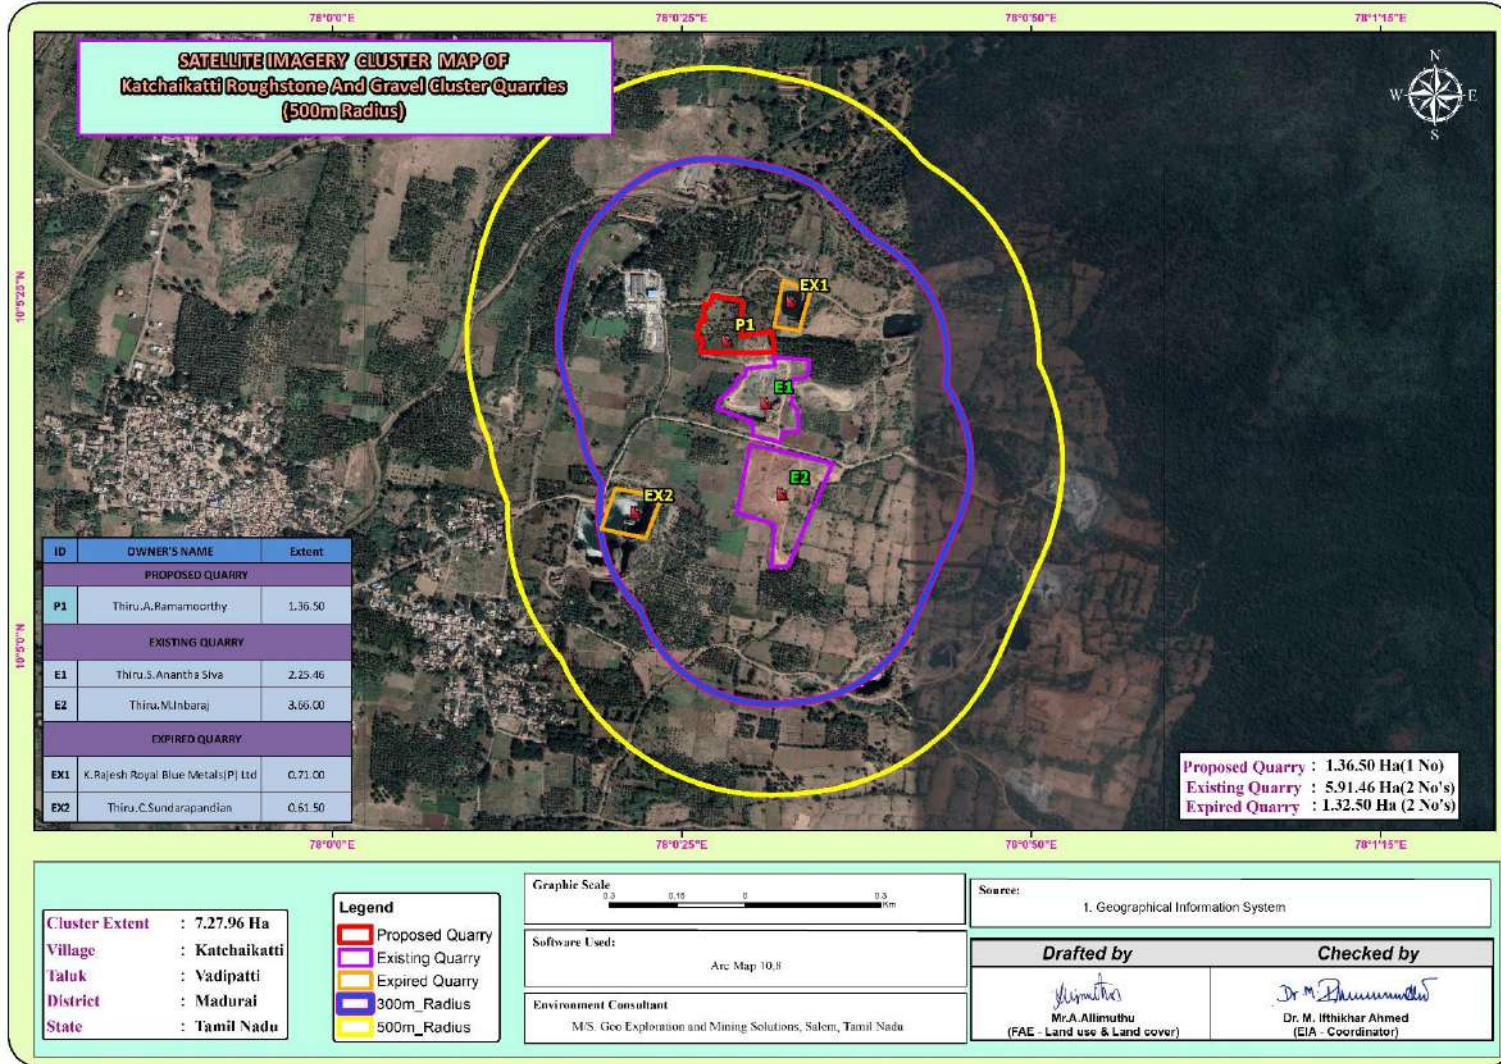 78°0'0"E 78°0'25"E 78°0'50"E 78°1'15"E
SATELLITE IMAGERY CLUSTER MAP OF
Katchaikatti Roughstone And Gravel Cluster Quarries
(500m Radius)
N
W E
S
10°5'25"N
10°5'0"N
EX1
P1
E1
E2
EX2
ID OWNER'S NAME Extent
PROPOSED QUARRY
P1 Thiru.A.Ramamoorthy 1.36.50
EXISTING QUARRY
E1 Thiru.S.Anantha Siva 2.25.46
E2 Thiru.M.Inbaraj 3.66.00
EXPIRED QUARRY
EX1 K.Rajesh Royal Blue Metals(P) Ltd 0.71.00
EX2 Thiru.C.Sundarapandian 0.61.50
Proposed Quarry : 1.36.50 Ha(1 No)
Existing Quarry : 5.91.46 Ha(2 No's)
Expired Quarry : 1.32.50 Ha (2 No's)
78°0'0"E 78°0'25"E 78°0'50"E 78°1'15"E
Cluster Extent : 7.27.96 Ha
Village : Katchaikatti
Taluk : Vadipatti
District : Madurai
State : Tamil Nadu
Legend
Proposed Quarry
Existing Quarry
Expired Quarry
300m_Radius
500m_Radius
Graphic Scale
0.3 0.15 0 0.3
Km
Software Used:
Arc Map 10.8
Environment Consultant
M/S. Geo Exploration and Mining Solutions, Salem, Tamil Nadu
Source:
1. Geographical Information System
Drafted by Checked by
Mr.A.Allimuthu
(FAE - Land use & Land cover)
Dr. M. Ifthikhar Ahmed
(EIA - Coordinator)